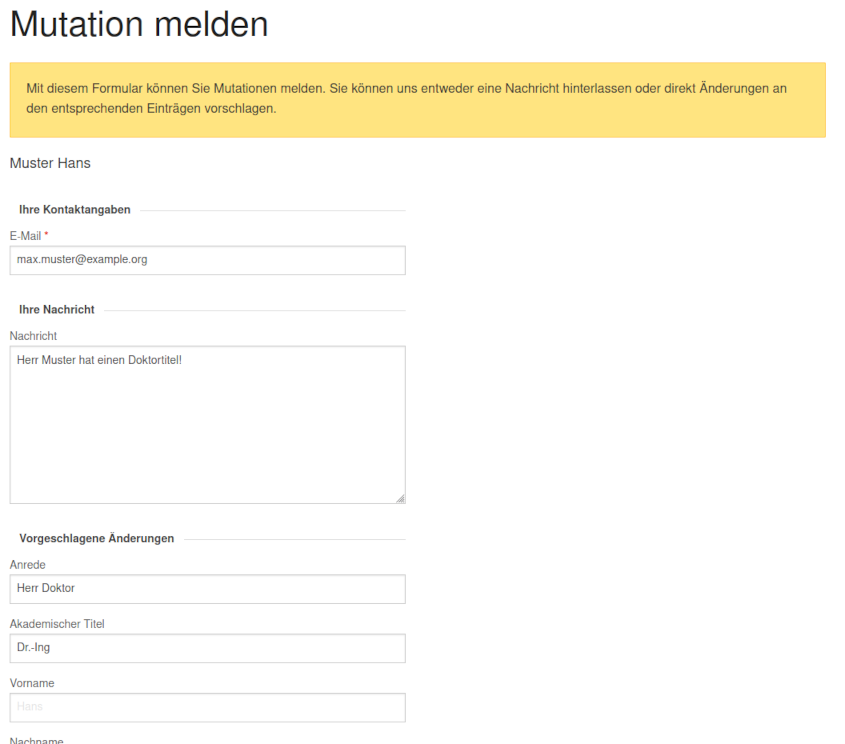 Mutation melden
Mit diesem Formular können Sie Mutationen melden. Sie können uns entweder eine Nachricht hinterlassen oder direkt Änderungen an
den entsprechenden Einträgen vorschlagen.
Muster Hans
Ihre Kontaktangaben
E-Mail *
max.muster@example.org
Ihre Nachricht
Nachricht
Herr Muster hat einen Doktortitel!
Vorgeschlagene Änderungen
Anrede
Herr Doktor
Akademischer Titel
Dr.-Ing
Vorname
Hans
Nachname